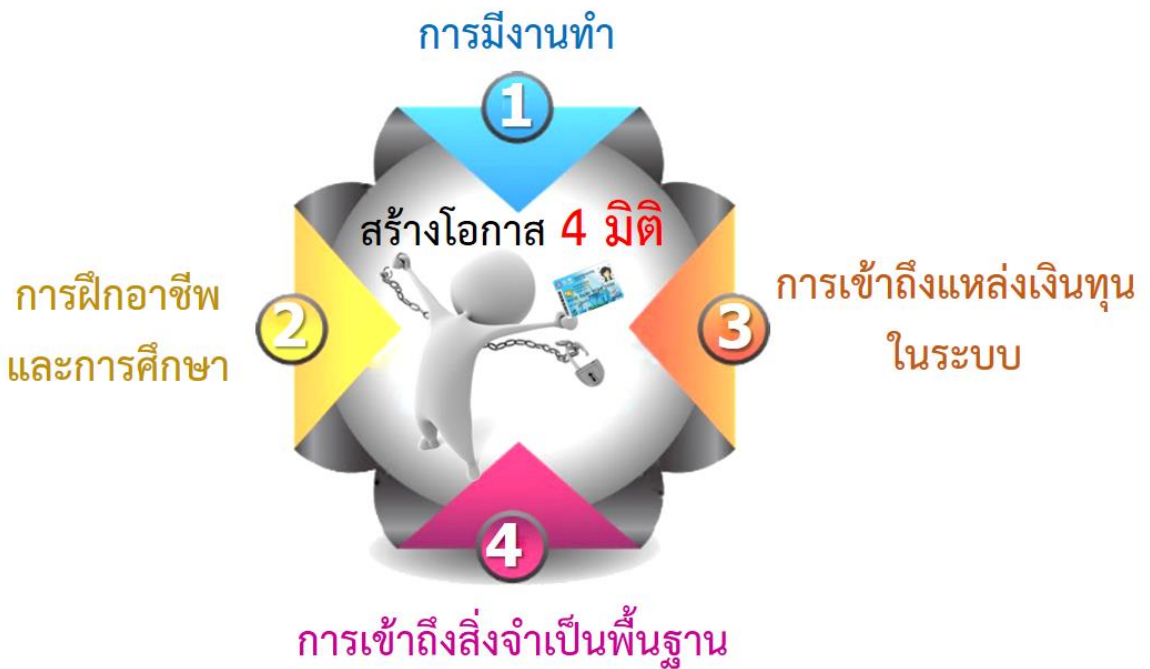 การมีงานทำ
1
สร้างโอกาส 4 มิติ
การฝึกอาชีพ
และการศึกษา
2
3
การเข้าถึงแหล่งเงินทุน
ในระบบ
4
การเข้าถึงสิ่งจำเป็นพื้นฐาน